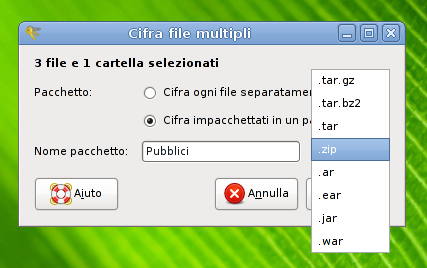 Cifra file multipli
3 file e 1 cartella selezionati
Pacchetto:
Cifra ogni file separatamen
Cifra impacchettati in un pa
Nome pacchetto:
Pubblici
.tar.gz
.tar.bz2
.tar
.zip
.ar
.ear
.jar
.war
Aiuto
Annulla